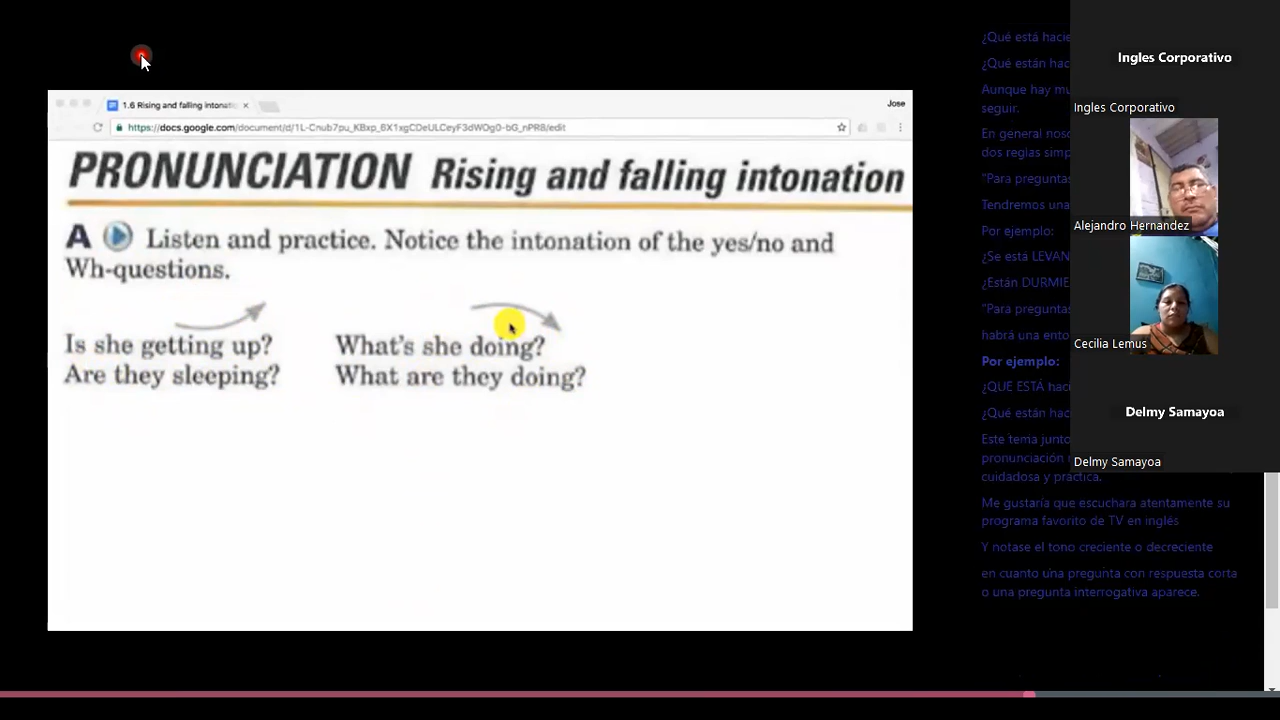 1.6 Rising and falling intonatio
Jose
https://docs.google.com/document/d/1L-Cnub7pu_KBxp_6X1xgCDeULCeyF3dWOg0-bG_nPR8/edit
PRONUNCIATION Rising and falling intonation
A Listen and practice. Notice the intonation of the yes/no and
Wh-questions.
Is she getting up? What's she doing?
Are they sleeping? What are they doing?
¿Qué está hacie
¿Qué están hac
Aunque hay mu
seguir.
En general noso
dos reglas simp
"Para preguntas
Tendremos una
Por ejemplo:
¿Se está LEVAN
¿Están DURMIE
"Para preguntas
habrá una ento
Por ejemplo:
¿QUE ESTÁ haci
¿Qué están hac
Este tema junto
pronunciación
cuidadosa y práctica.
Me gustaría que escuchara atentamente su
programa favorito de TV en inglés
Y notase el tono creciente o decreciente
en cuanto una pregunta con respuesta corta
o una pregunta interrogativa aparece.
Ingles Corporativo
Ingles Corporativo
Alejandro Hernandez
Cecilia Lemus
Delmy Samayoa
Delmy Samayoa